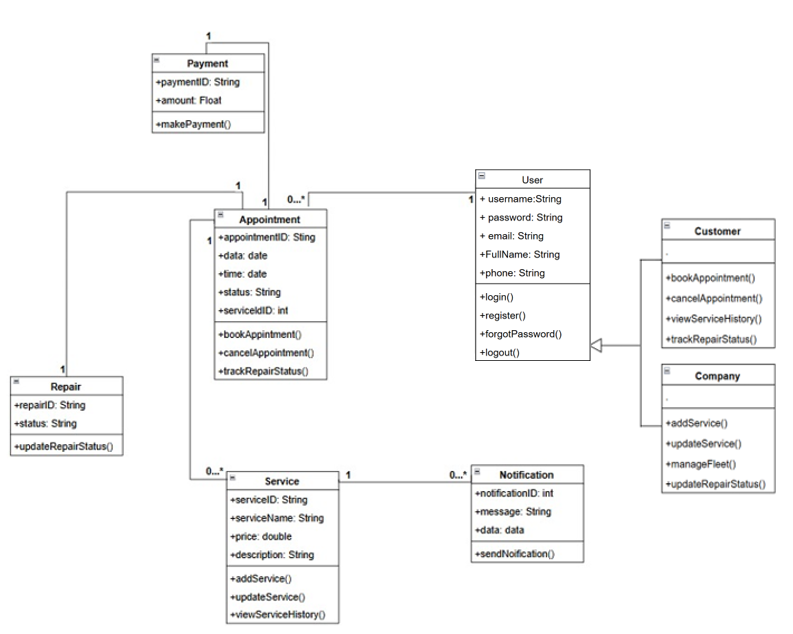 1
Payment
+paymentID: String
+amount: Float
+makePayment()
1
1
0...*
1
User
+ username:String
+ password: String
+ email: String
+FullName: String
+phone: String
+login()
+register()
+forgotPassword()
+logout()
Appointment
1
+appointmentID: Sting
+data: date
+time: date
+status: String
+serviceIdID: int
+bookAppintment()
+cancelAppointment()
+trackRepairStatus()
Customer
.
+bookAppointment()
+cancelAppointment()
+viewServiceHistory()
+trackRepairStatus()
Company
.
+addService()
+updateService()
+manageFleet()
+updateRepairStatus()
1
Repair
+repairID: String
+status: String
+updateRepairStatus()
0...*
Service
+serviceID: String
+serviceName: String
+price: double
+description: String
+addService()
+updateService()
+viewServiceHistory()
1
0...*
Notification
+notificationID: int
+message: String
+data: data
+sendNoification()